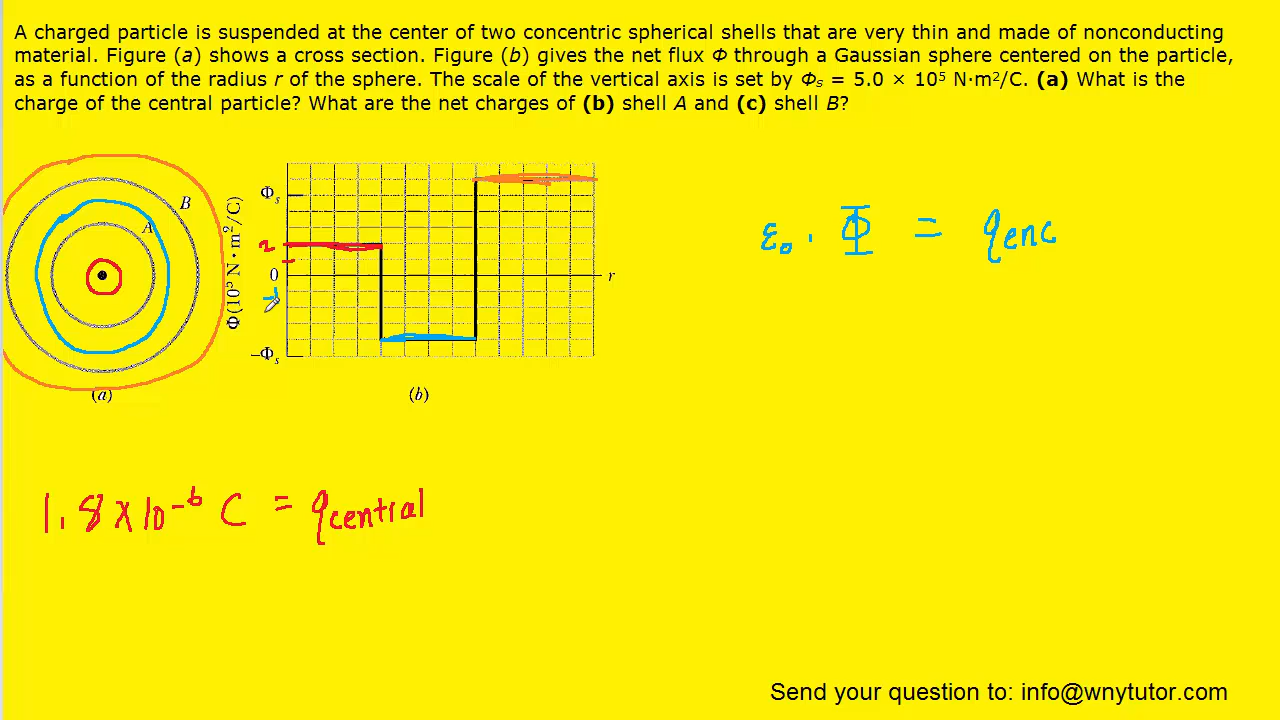 A charged particle is suspended at the center of two concentric spherical shells that are very thin and made of nonconducting
material. Figure (a) shows a cross section. Figure (b) gives the net flux Φ through a Gaussian sphere centered on the particle,
as a function of the radius r of the sphere. The scale of the vertical axis is set by Φs = 5.0 × 10⁵ N·m²/C. (a) What is the
charge of the central particle? What are the net charges of (b) shell A and (c) shell B?
B
A
(a)
Φ (10⁵ N · m²/C)
Φs
2
0
-1
−Φs
r
(b)
ε₀ · Φ = qenc
1.8 x 10⁻⁶ C = qcentral
Send your question to: info@wnytutor.com